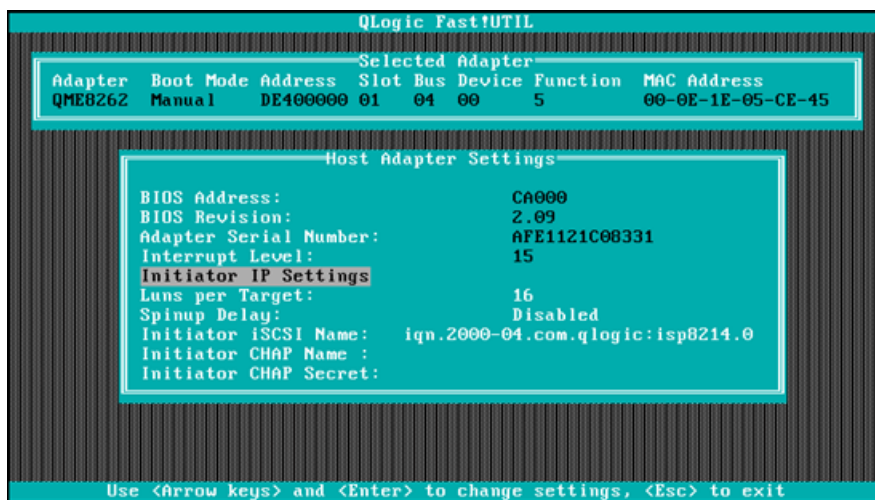 QLogic Fast!UTIL
Selected Adapter
Adapter Boot Mode Address Slot Bus Device Function MAC Address
QME8262 Manual DE400000 01 04 00 5 00-0E-1E-05-CE-45
Host Adapter Settings
BIOS Address: CA000
BIOS Revision: 2.09
Adapter Serial Number: AFE1121C08331
Interrupt Level: 15
Initiator IP Settings
Luns per Target: 16
Spinup Delay: Disabled
Initiator iSCSI Name: iqn.2000-04.com.qlogic:isp8214.0
Initiator CHAP Name :
Initiator CHAP Secret:
Use <Arrow keys> and <Enter> to change settings, <Esc> to exit